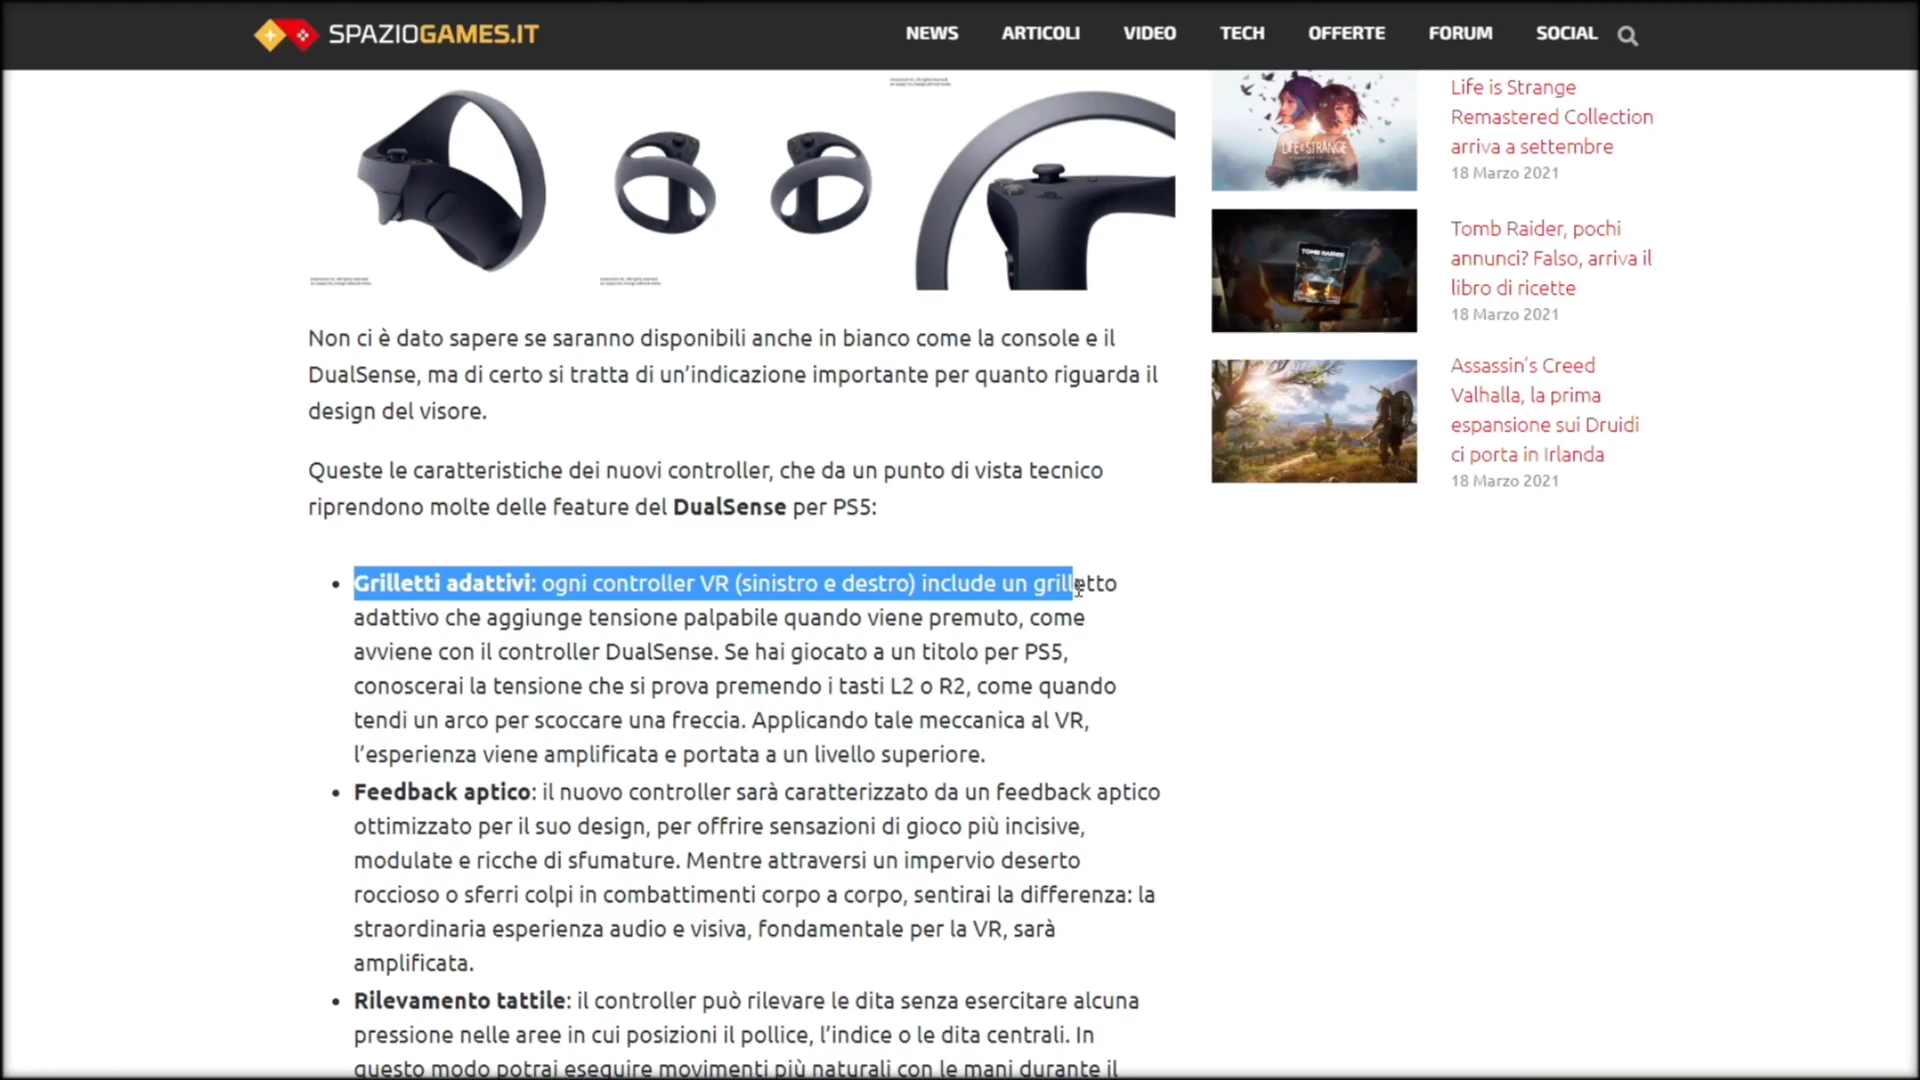 SPAZIOGAMES.IT
NEWS ARTICOLI VIDEO TECH OFFERTE FORUM SOCIAL
Life is Strange
Remastered Collection
arriva a settembre
18 Marzo 2021
LIFE IS STRANGE
Tomb Raider, pochi
annunci? Falso, arriva il
libro di ricette
18 Marzo 2021
TOMB RAIDER
Assassin's Creed
Valhalla, la prima
espansione sui Druidi
ci porta in Irlanda
18 Marzo 2021
Non ci è dato sapere se saranno disponibili anche in bianco come la console e il
DualSense, ma di certo si tratta di un'indicazione importante per quanto riguarda il
design del visore.
Queste le caratteristiche dei nuovi controller, che da un punto di vista tecnico
riprendono molte delle feature del DualSense per PS5:
• Grilletti adattivi: ogni controller VR (sinistro e destro) include un grilletto
adattivo che aggiunge tensione palpabile quando viene premuto, come
avviene con il controller DualSense. Se hai giocato a un titolo per PS5,
conoscerai la tensione che si prova premendo i tasti L2 o R2, come quando
tendi un arco per scoccare una freccia. Applicando tale meccanica al VR,
l'esperienza viene amplificata e portata a un livello superiore.
• Feedback aptico: il nuovo controller sarà caratterizzato da un feedback aptico
ottimizzato per il suo design, per offrire sensazioni di gioco più incisive,
modulate e ricche di sfumature. Mentre attraversi un impervio deserto
roccioso o sferri colpi in combattimenti corpo a corpo, sentirai la differenza: la
straordinaria esperienza audio e visiva, fondamentale per la VR, sarà
amplificata.
• Rilevamento tattile: il controller può rilevare le dita senza esercitare alcuna
pressione nelle aree in cui posizioni il pollice, l'indice o le dita centrali. In
questo modo potrai eseguire movimenti più naturali con le mani durante il